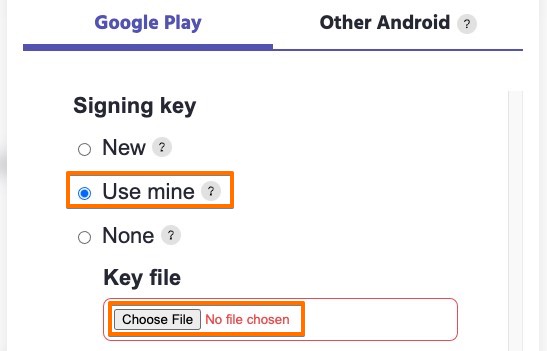 Google Play
Other Android ?
Signing key
New ?
Use mine ?
None ?
Key file
Choose File No file chosen